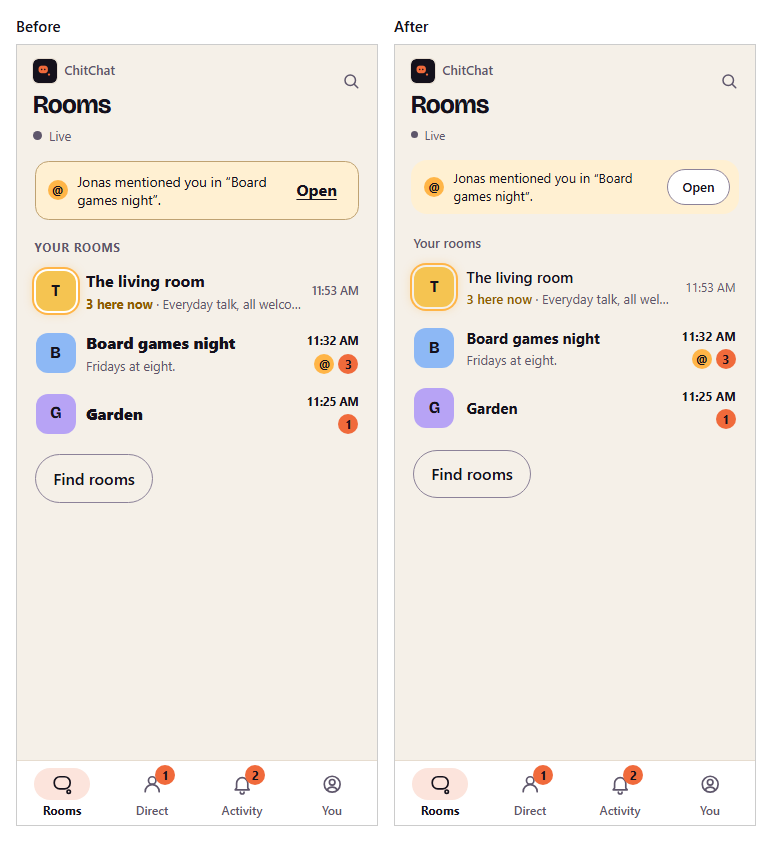 Before
ChitChat
Rooms
Live
@ Jonas mentioned you in “Board
games night”.
Open
YOUR ROOMS
T The living room 11:53 AM
3 here now · Everyday talk, all welco...
B Board games night 11:32 AM
Fridays at eight. @ 3
G Garden 11:25 AM
1
Find rooms
1 2
Rooms Direct Activity You
After
ChitChat
Rooms
Live
@ Jonas mentioned you in “Board
games night”.
Open
Your rooms
T The living room 11:53 AM
3 here now · Everyday talk, all wel...
B Board games night 11:32 AM
Fridays at eight. @ 3
G Garden 11:25 AM
1
Find rooms
1 2
Rooms Direct Activity You